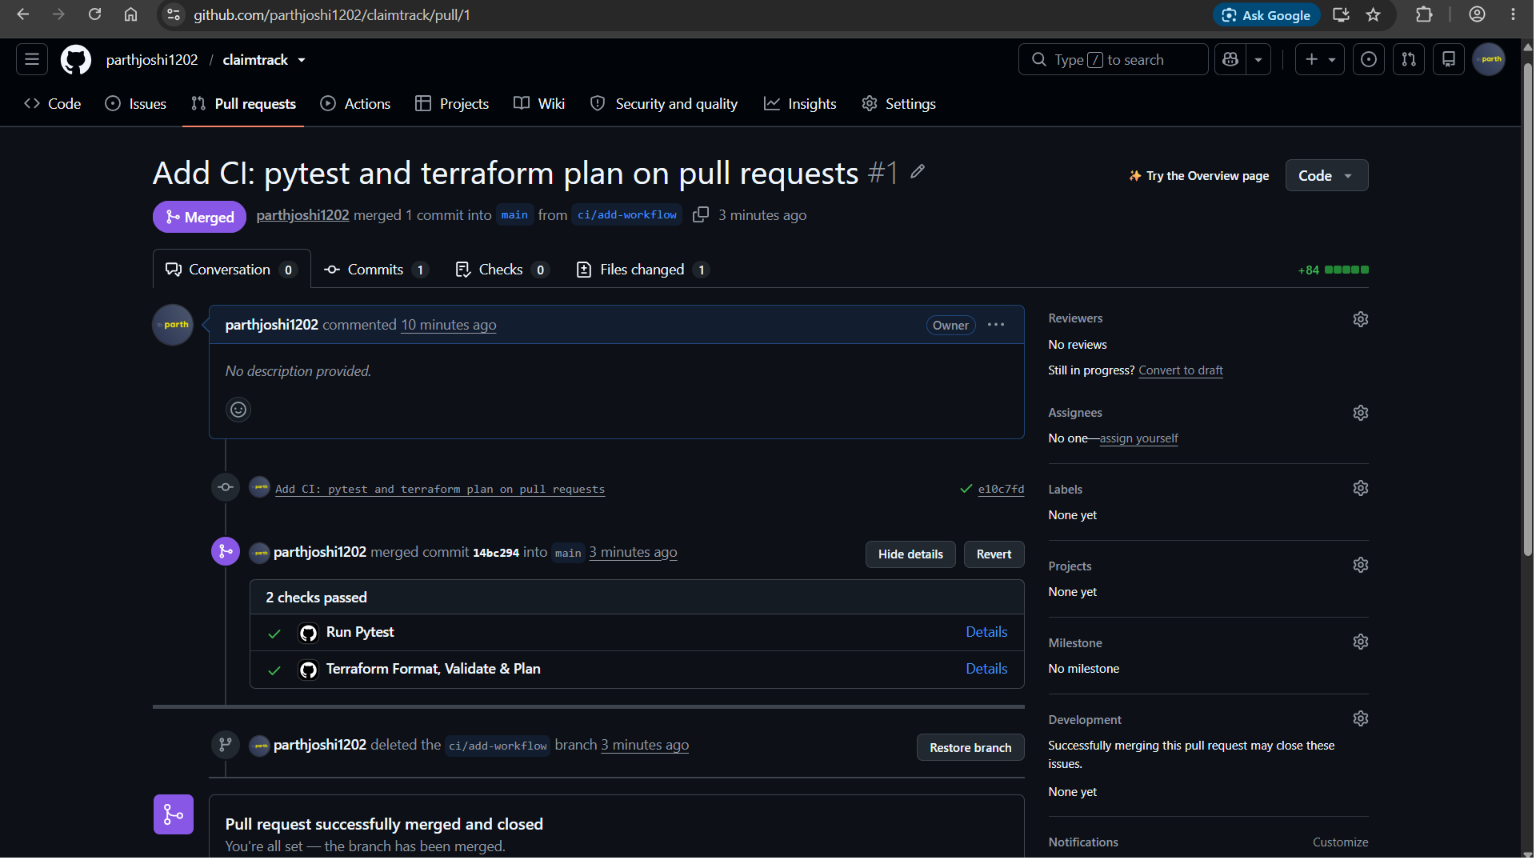 github.com/parthjoshi1202/claimtrack/pull/1
Ask Google
parthjoshi1202 / claimtrack
Type / to search
parth
Code
Issues
Pull requests
Actions
Projects
Wiki
Security and quality
Insights
Settings
Add CI: pytest and terraform plan on pull requests #1
Try the Overview page
Code
Merged
parthjoshi1202 merged 1 commit into main from ci/add-workflow 3 minutes ago
Conversation 0
Commits 1
Checks 0
Files changed 1
+84
parth
parthjoshi1202 commented 10 minutes ago
Owner
No description provided.
Add CI: pytest and terraform plan on pull requests
e10c7fd
parthjoshi1202 merged commit 14bc294 into main 3 minutes ago
Hide details
Revert
2 checks passed
Run Pytest
Details
Terraform Format, Validate & Plan
Details
parthjoshi1202 deleted the ci/add-workflow branch 3 minutes ago
Restore branch
Pull request successfully merged and closed
You're all set — the branch has been merged.
Reviewers
No reviews
Still in progress? Convert to draft
Assignees
No one—assign yourself
Labels
None yet
Projects
None yet
Milestone
No milestone
Development
Successfully merging this pull request may close these
issues.
None yet
Notifications
Customize